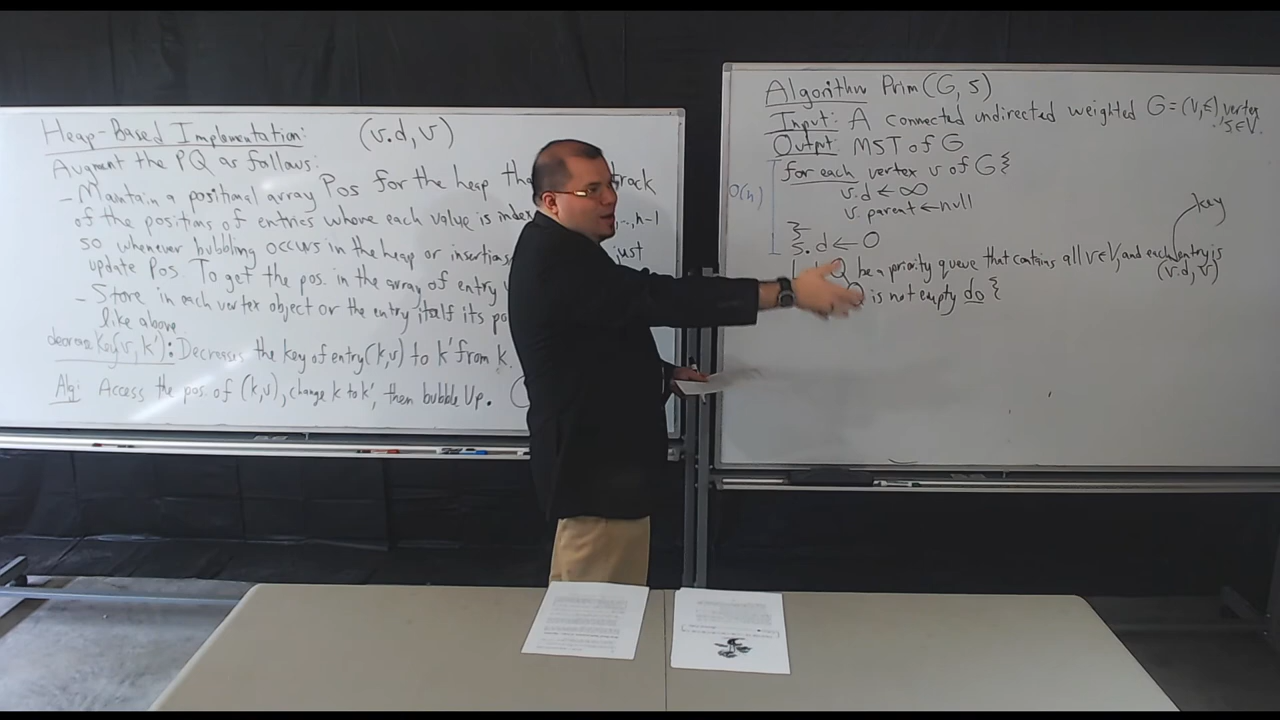 Heap-Based Implementation: (v.d, v)
Augment the PQ as follows:
- Maintain a positional array Pos for the heap tha track
of the positions of entries whose each value is index ,..., n-1
so whenever bubbling occurs in the heap or insertions just
update Pos. To get the pos. in the array of entry
- Store in each vertex object or the entry itself its po
like above
decreaseKey(v, k'): Decreases the key of entry (k,v) to k' from k.
Alg: Access the pos. of (k,v), change k to k', then bubble Up.
Algorithm Prim(G, s)
Input: A connected undirected weighted G=(V,E) vertex
s∈V.
Output: MST of G
for each vertex v of G {
v.d ← ∞
O(n)
v.parent ← null
}
key
s.d ← 0
Q be a priority queue that contains all v∈V, and each entry is
(v.d, v)
Q is not empty do {